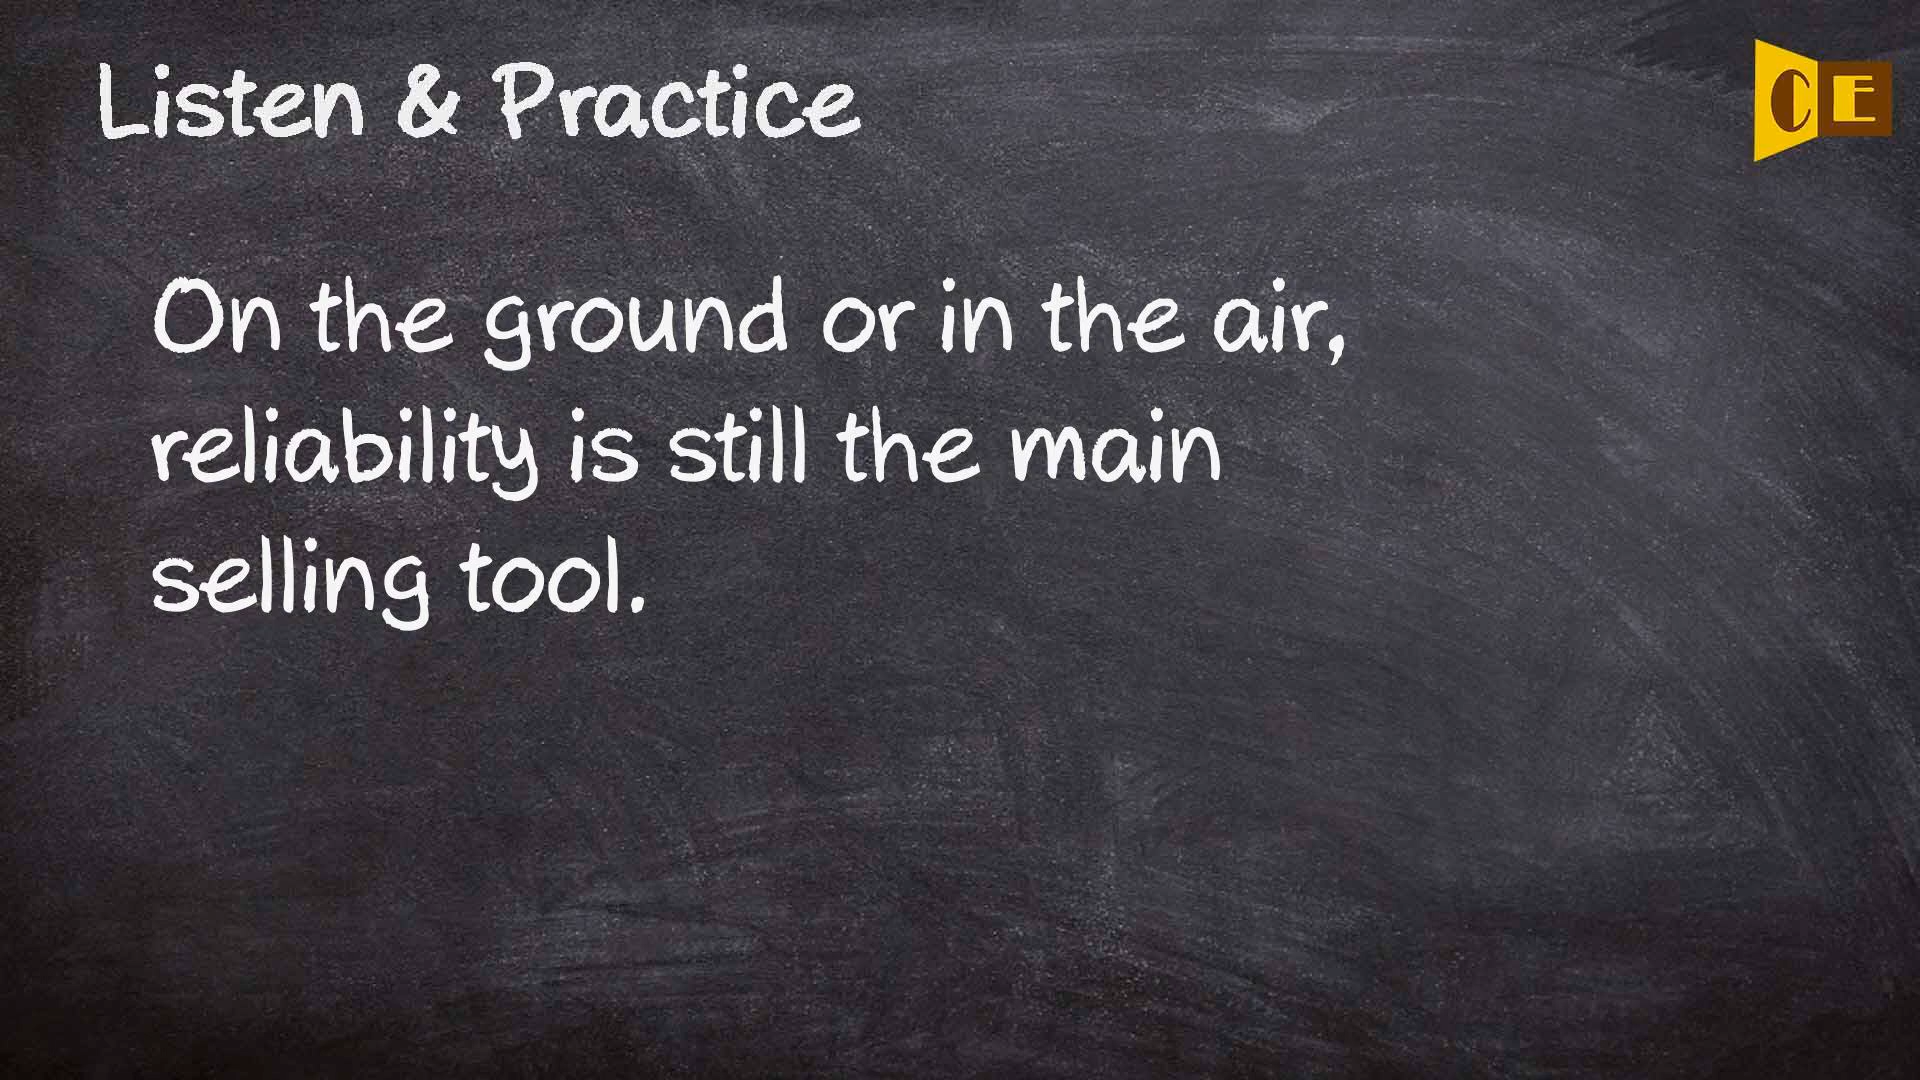 Listen & Practice
CE
On the ground or in the air,
reliability is still the main
selling tool.